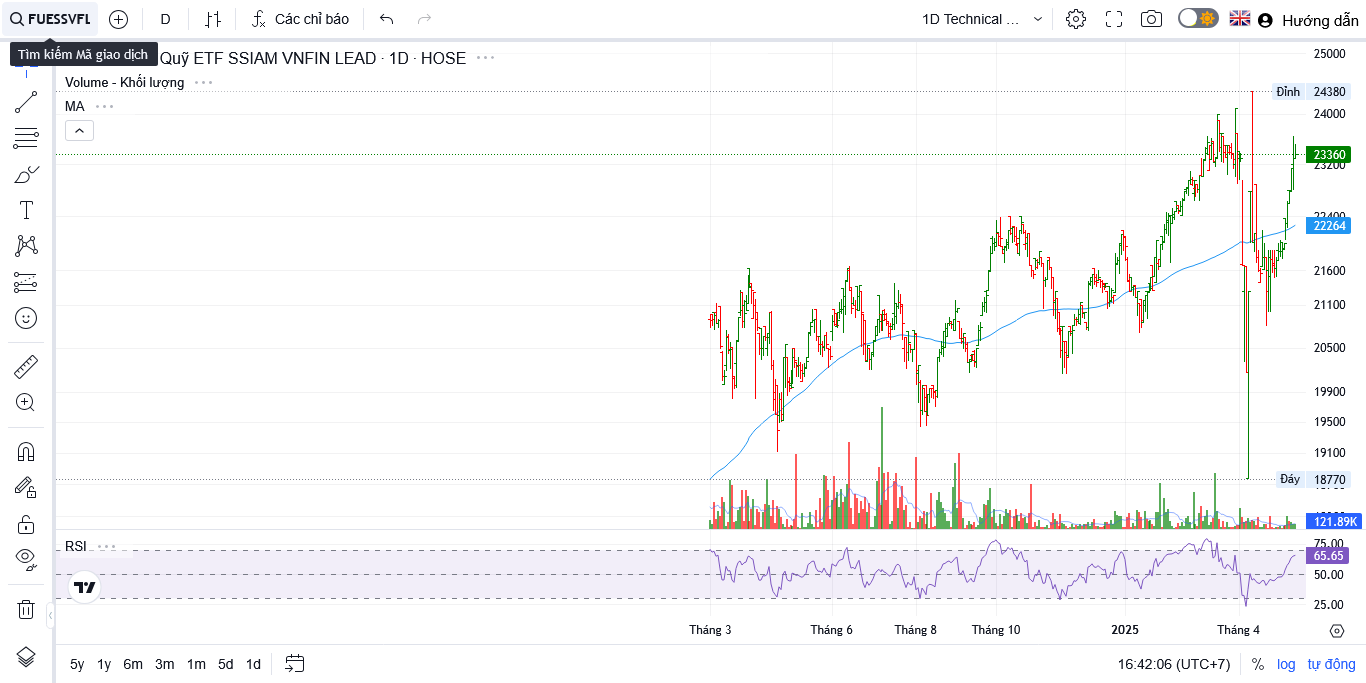 FUESSVFL D Các chỉ báo 1D Technical ... Hướng dẫn
Tìm kiếm Mã giao dịch
Quỹ ETF SSIAM VNFIN LEAD · 1D · HOSE
Volume - Khối lượng
MA
25000
Đỉnh 24380
24000
23360
23200
22400
22264
21600
21100
20500
19900
19500
19100
Đáy 18770
121.89K
RSI
75.00
65.65
50.00
25.00
Tháng 3 Tháng 6 Tháng 8 Tháng 10 2025 Tháng 4
5y 1y 6m 3m 1m 5d 1d 16:42:06 (UTC+7) % log tự động